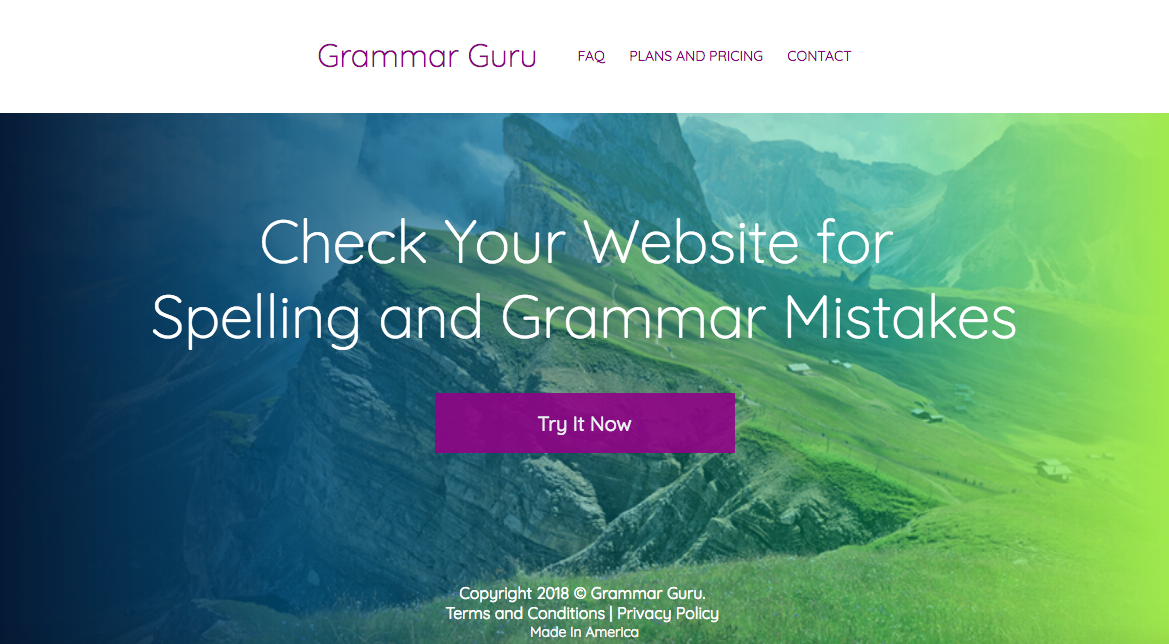 Grammar Guru
FAQ PLANS AND PRICING CONTACT
Check Your Website for
Spelling and Grammar Mistakes
Try It Now
Copyright 2018 © Grammar Guru.
Terms and Conditions | Privacy Policy
Made In America